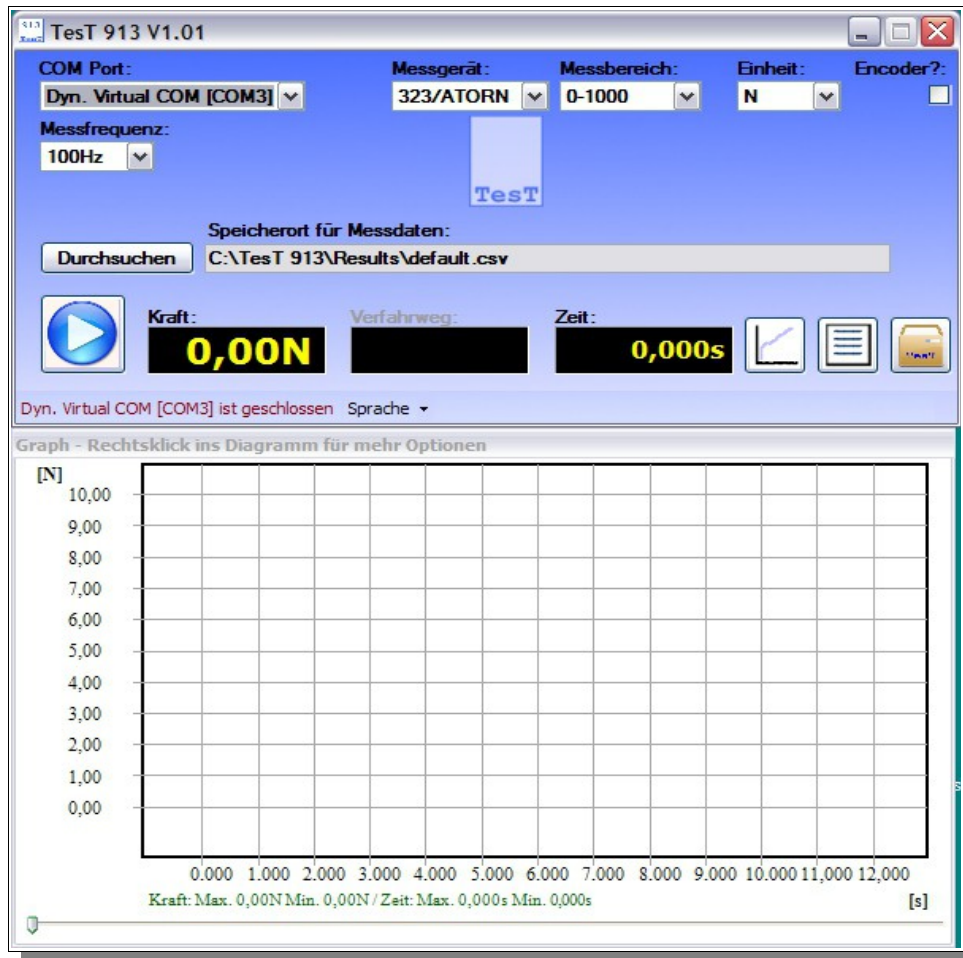 TesT 913 V1.01
COM Port: Messgerät: Messbereich: Einheit: Encoder?:
Dyn. Virtual COM [COM3] 323/ATORN 0-1000 N
Messfrequenz:
100Hz
TesT
Speicherort für Messdaten:
Durchsuchen C:\TesT 913\Results\default.csv
Kraft: Verfahrweg: Zeit:
0,00N 0,000s
Dyn. Virtual COM [COM3] ist geschlossen Sprache
Graph - Rechtsklick ins Diagramm für mehr Optionen
[N]
10,00
9,00
8,00
7,00
6,00
5,00
4,00
3,00
2,00
1,00
0,00
0.000 1.000 2.000 3.000 4.000 5.000 6.000 7.000 8.000 9.000 10.000 11,000 12,000
Kraft: Max. 0,00N Min. 0,00N / Zeit: Max. 0,000s Min. 0,000s [s]